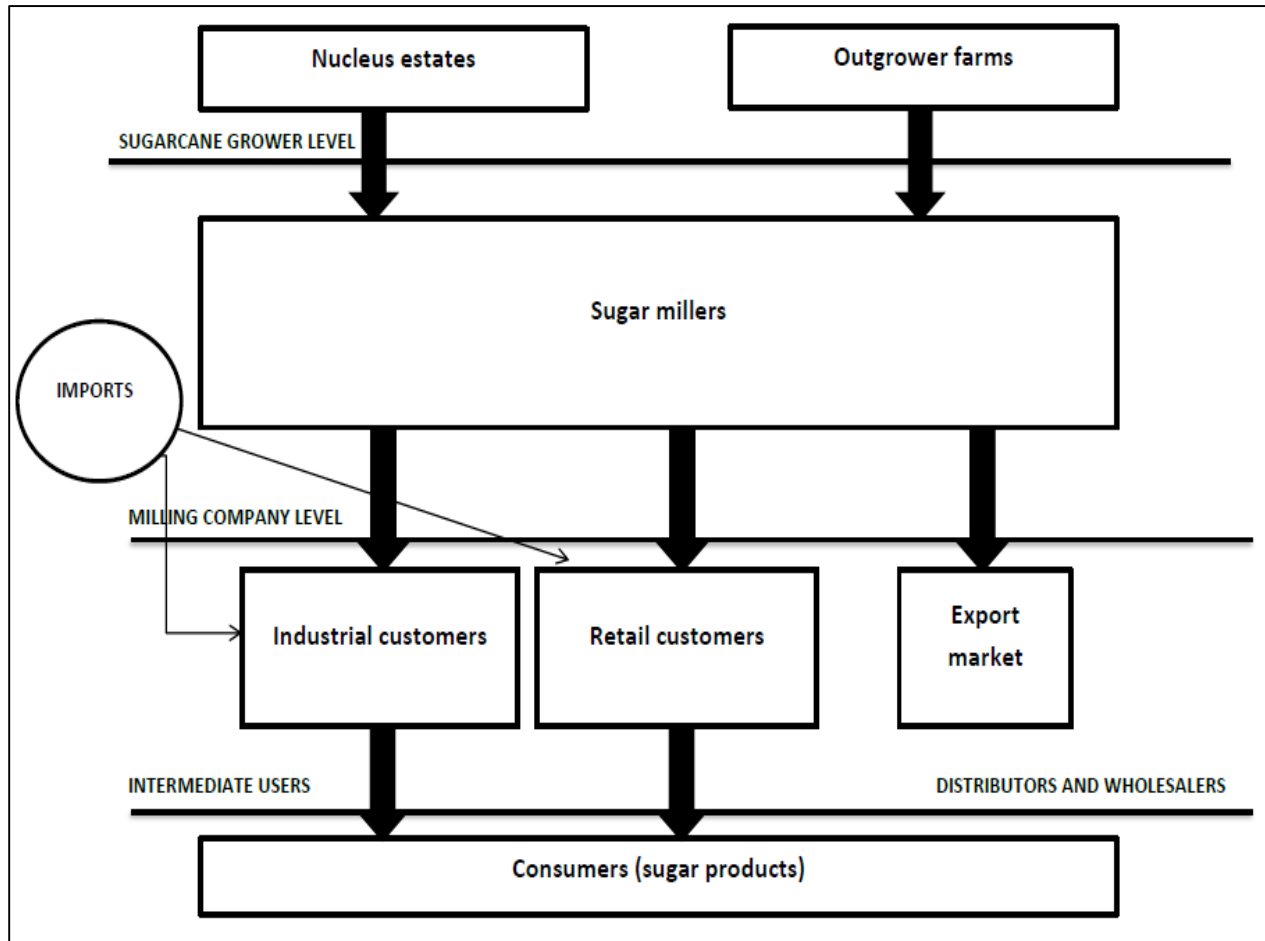 Nucleus estates
Outgrower farms
SUGARCANE GROWER LEVEL
Sugar millers
IMPORTS
MILLING COMPANY LEVEL
Industrial customers
Retail customers
Export
market
INTERMEDIATE USERS
DISTRIBUTORS AND WHOLESALERS
Consumers (sugar products)